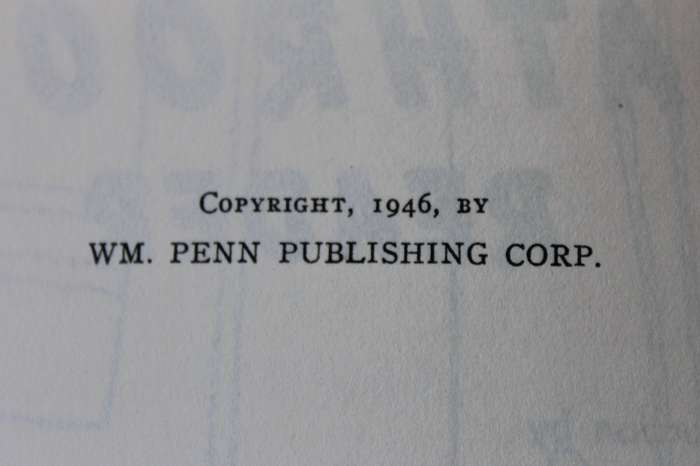 Copyright, 1946, by
WM. PENN PUBLISHING CORP.